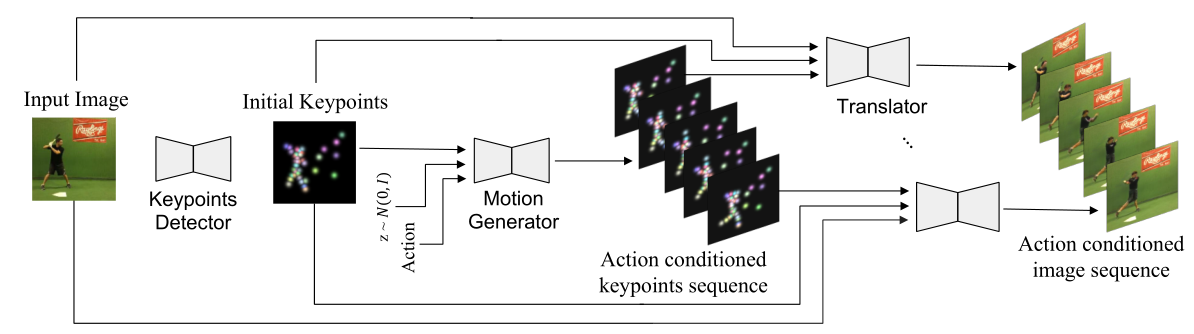 Input Image
Initial Keypoints
Keypoints
Detector
z ~ N(0, I)
Action
Motion
Generator
Action conditioned
keypoints sequence
Translator
Action conditioned
image sequence